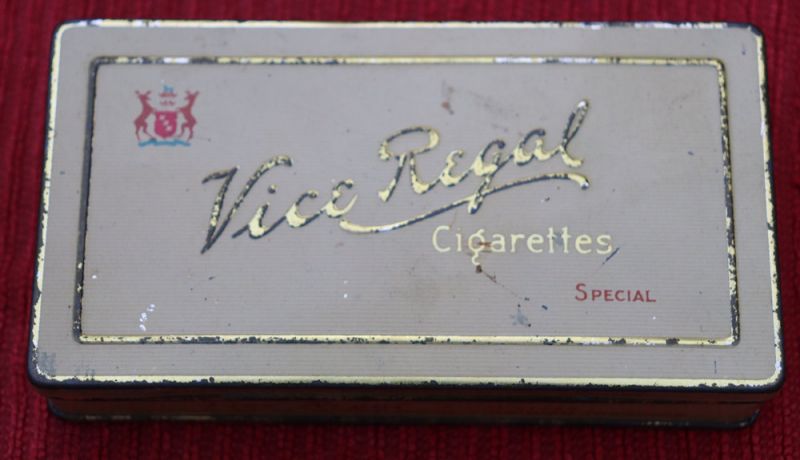 Vice Regal
Cigarettes
SPECIAL